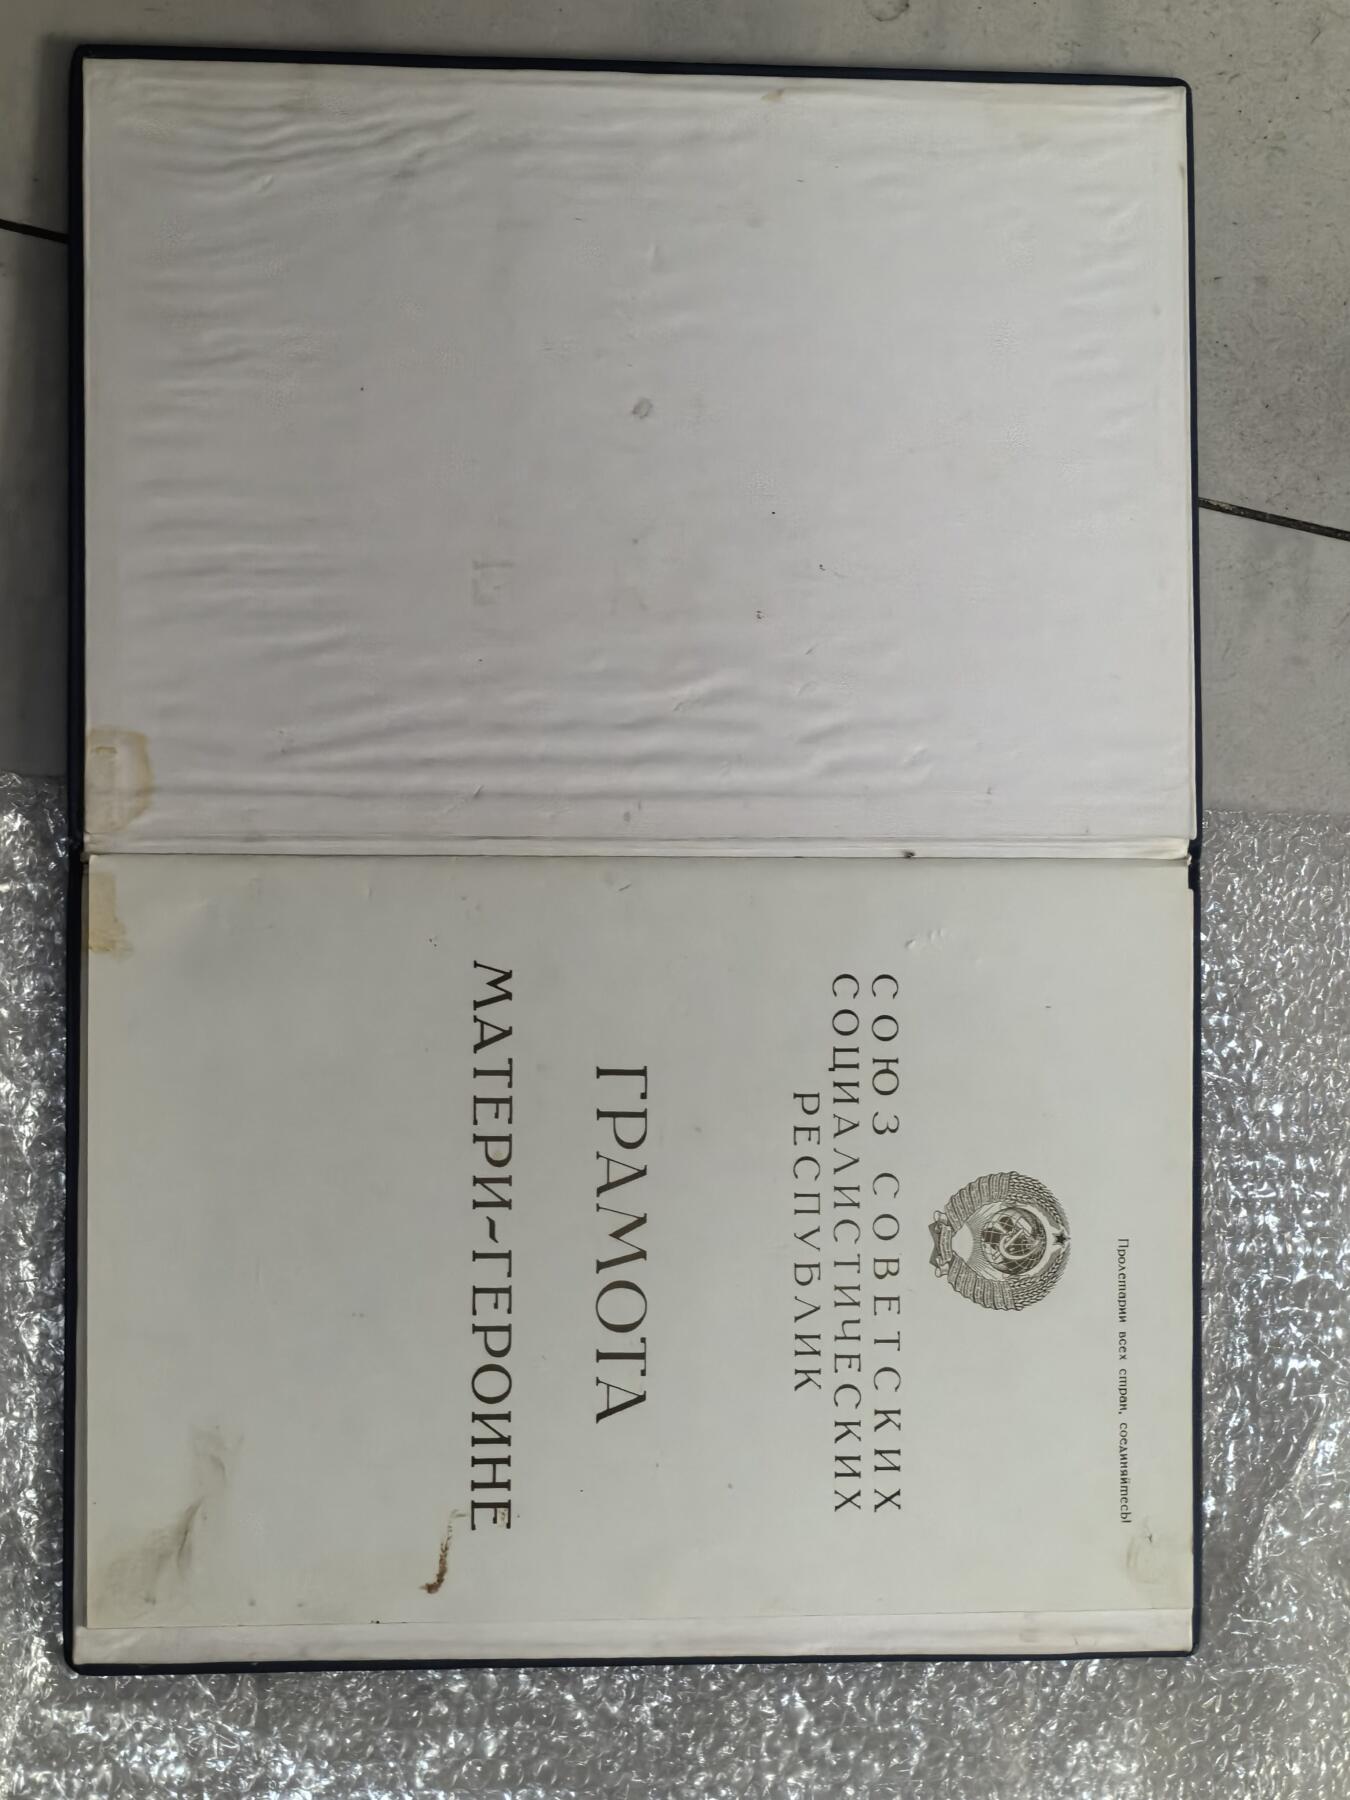 Пролетарии всех стран, соединяйтесь!
СОЮЗ СОВЕТСКИХ
СОЦИАЛИСТИЧЕСКИХ
РЕСПУБЛИК
ГРАМОТА
МАТЕРИ-ГЕРОИНЕ